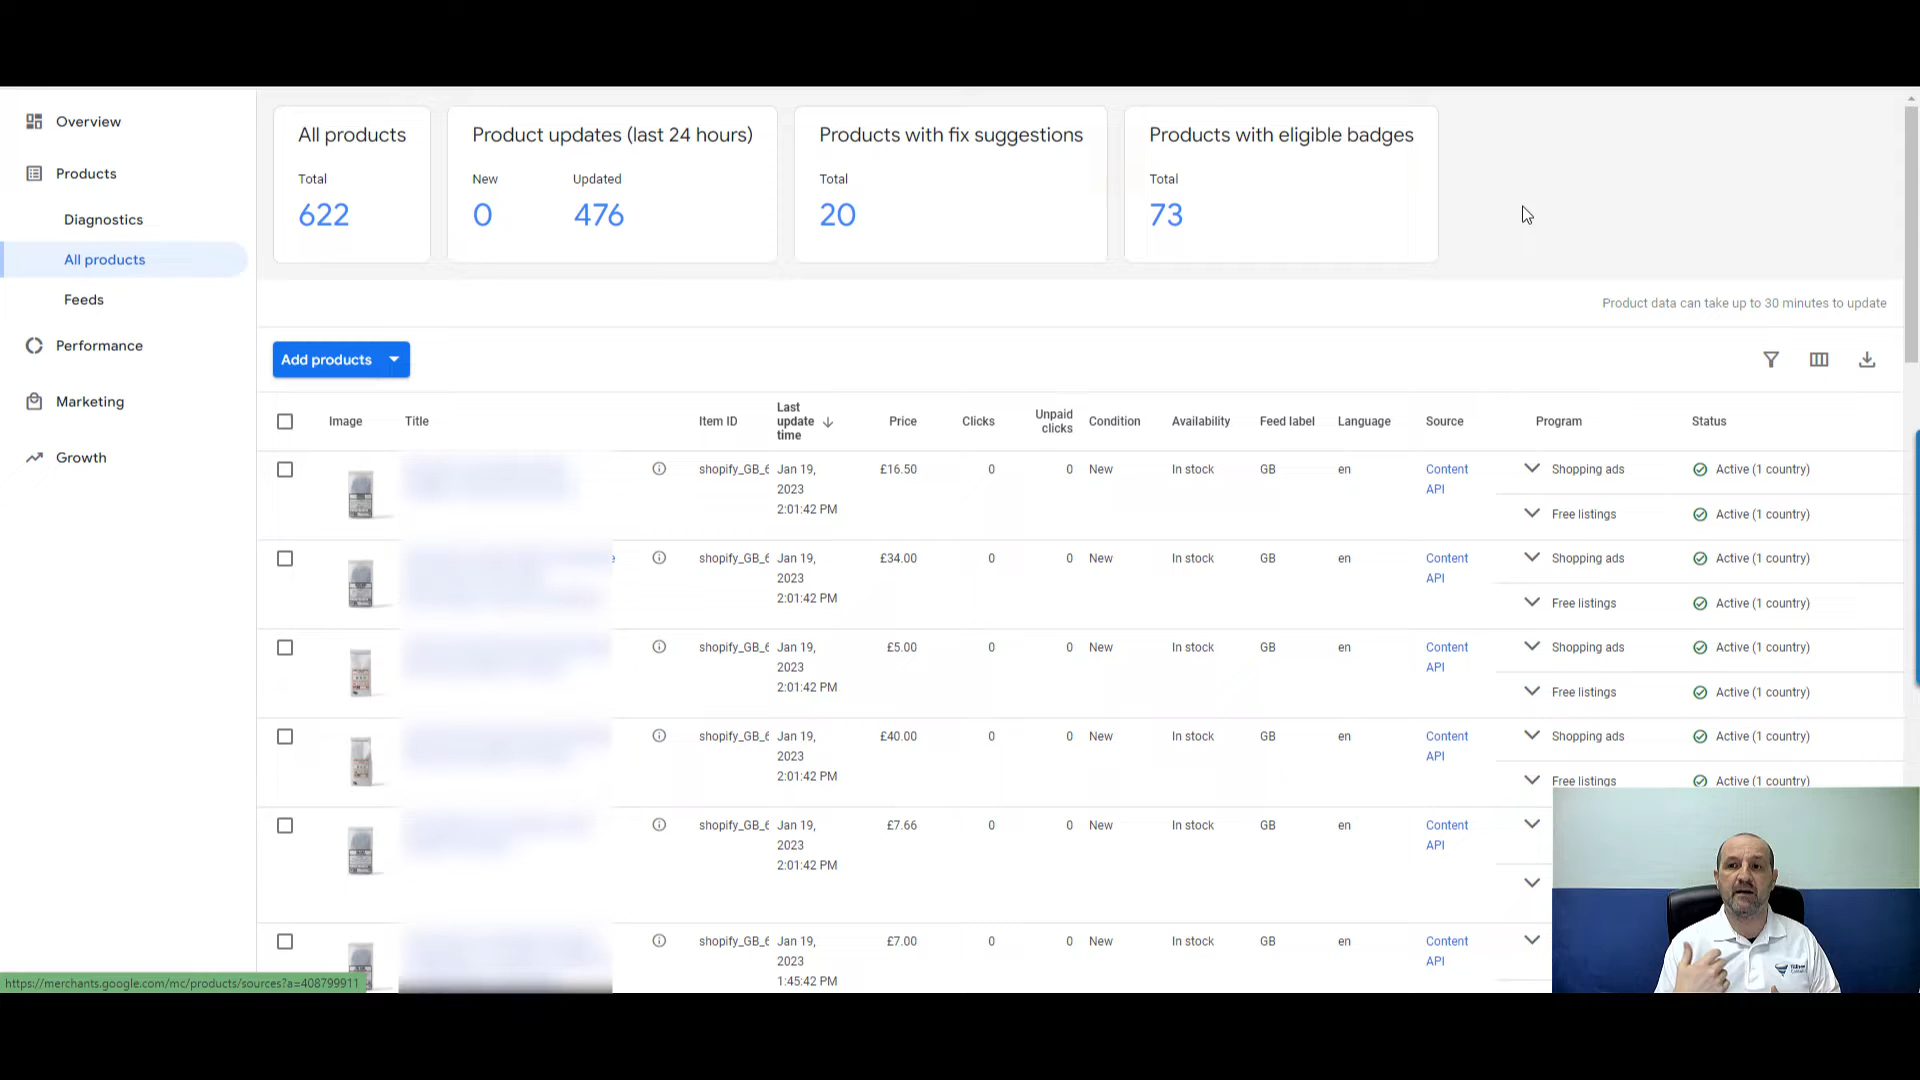 Overview
Products
Diagnostics
All products
Feeds
Performance
Marketing
Growth
All products
Total
622
Product updates (last 24 hours)
New Updated
0 476
Products with fix suggestions
Total
20
Products with eligible badges
Total
73
Product data can take up to 30 minutes to update
Add products
Image Title Item ID Last update time Price Clicks Unpaid clicks Condition Availability Feed label Language Source Program Status
shopify_GB_6 Jan 19, £16.50 0 0 New In stock GB en Content Shopping ads Active (1 country)
2023 API
2:01:42 PM Free listings Active (1 country)
shopify_GB_6 Jan 19, £34.00 0 0 New In stock GB en Content Shopping ads Active (1 country)
2023 API
2:01:42 PM Free listings Active (1 country)
shopify_GB_6 Jan 19, £5.00 0 0 New In stock GB en Content Shopping ads Active (1 country)
2023 API
2:01:42 PM Free listings Active (1 country)
shopify_GB_6 Jan 19, £40.00 0 0 New In stock GB en Content Shopping ads Active (1 country)
2023 API
2:01:42 PM Free listings Active (1 country)
shopify_GB_6 Jan 19, £7.66 0 0 New In stock GB en Content
2023 API
2:01:42 PM
shopify_GB_6 Jan 19, £7.00 0 0 New In stock GB en Content
2023 API
1:45:42 PM
https://merchants.google.com/mc/products/sources?a=408799911